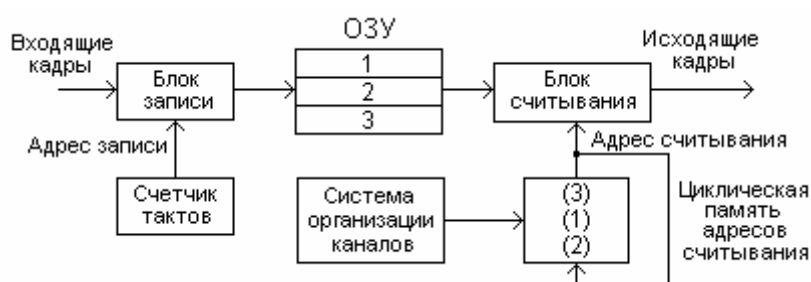 ОЗУ
Входящие
кадры
Блок
записи
1
2
3
Блок
считывания
Исходящие
кадры
Адрес записи
Адрес считывания
Счетчик
тактов
Система
организации
каналов
(3)
(1)
(2)
Циклическая
память
адресов
считывания